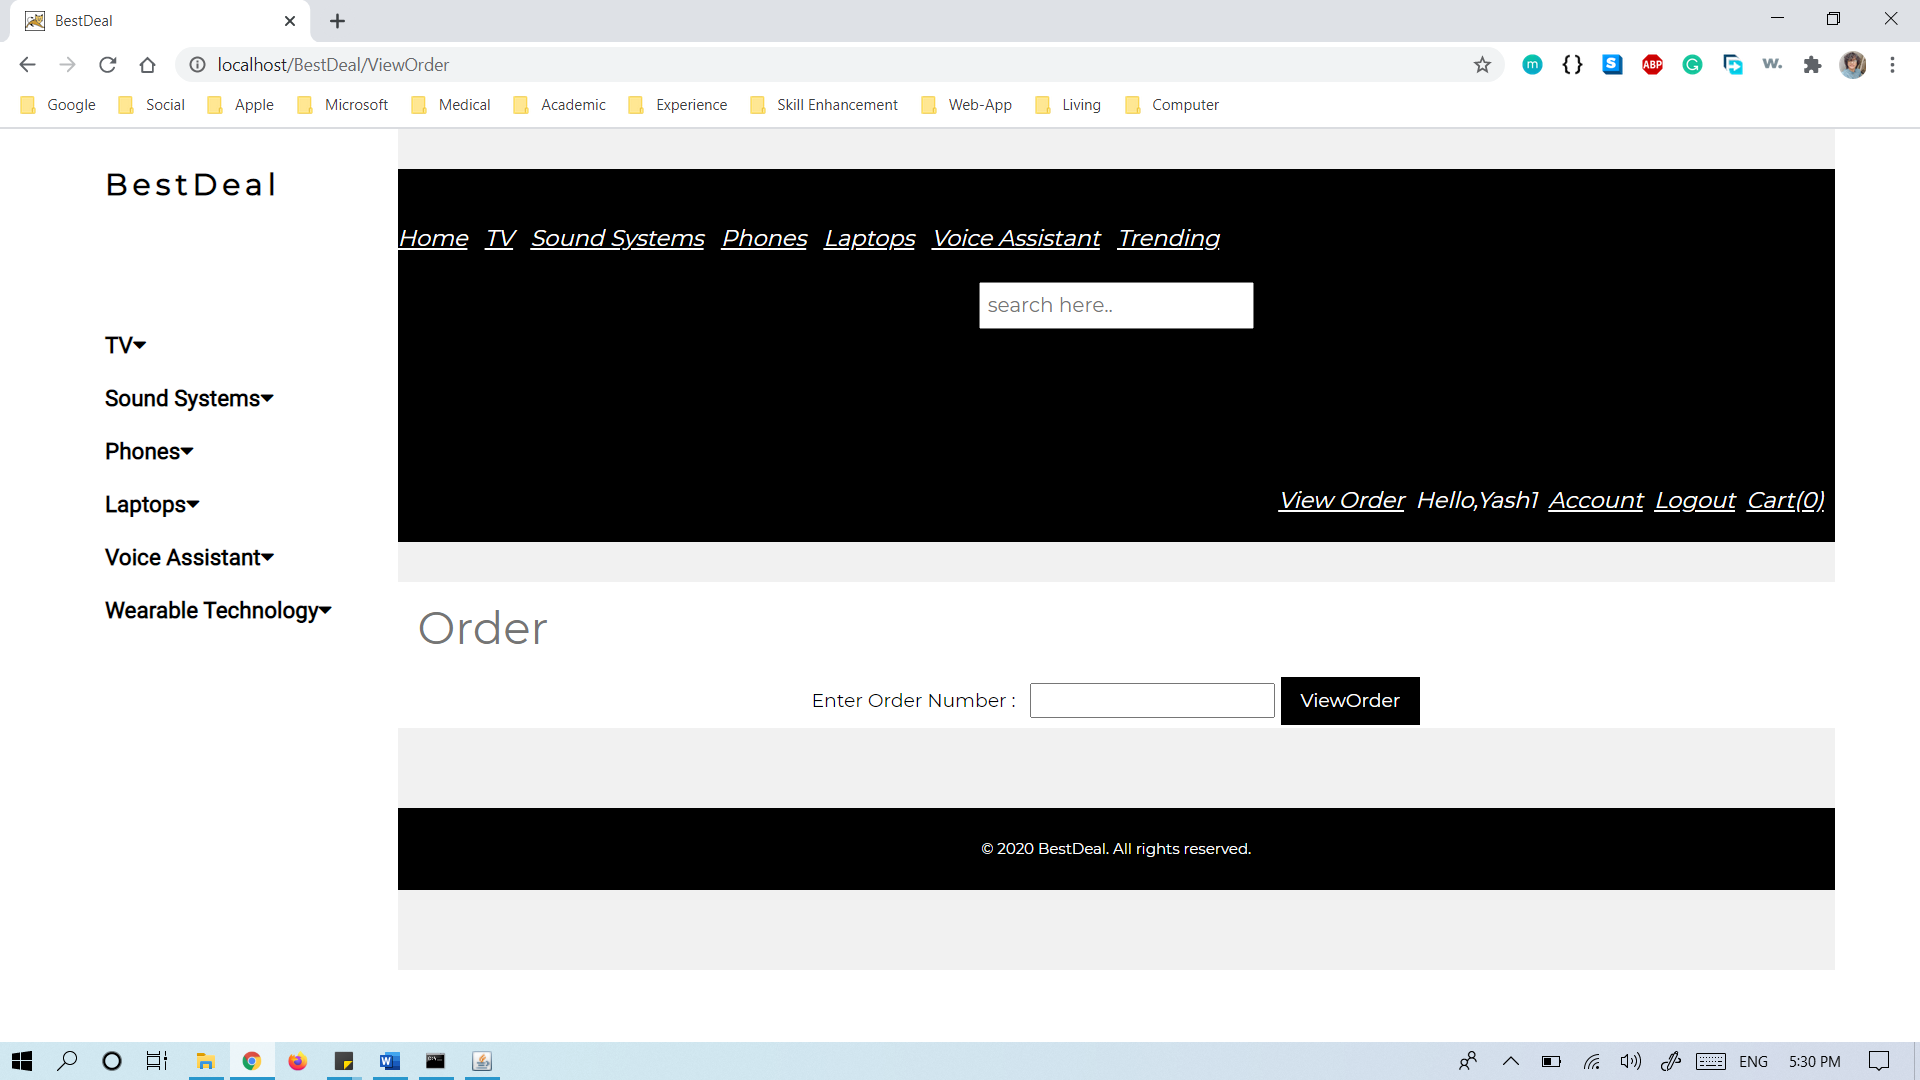 BestDeal
localhost/BestDeal/ViewOrder
m {} S ABP G w.
Google Social Apple Microsoft Medical Academic Experience Skill Enhancement Web-App Living Computer
BestDeal
Home TV Sound Systems Phones Laptops Voice Assistant Trending
search here..
TV
Sound Systems
Phones
Laptops
Voice Assistant
Wearable Technology
View Order Hello,Yash1 Account Logout Cart(0)
Order
Enter Order Number : ViewOrder
© 2020 BestDeal. All rights reserved.
ENG 5:30 PM